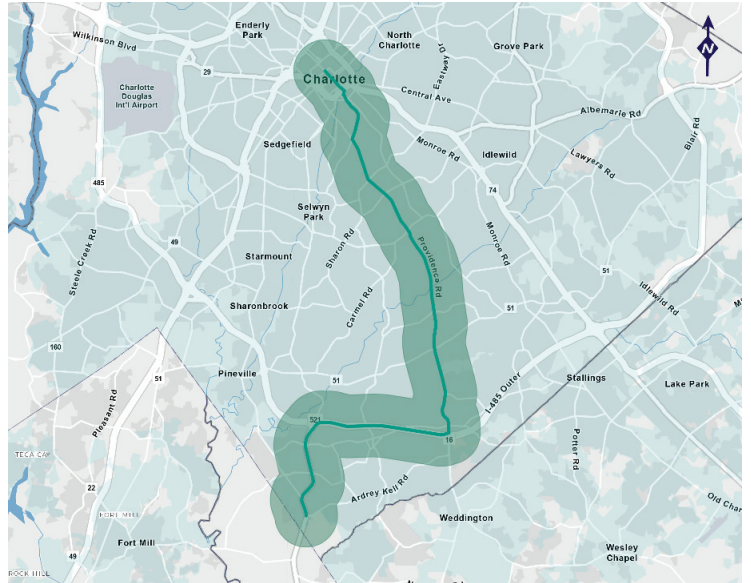 Enderly
Park
North
Charlotte
Wilkinson Blvd
Eastway Dr
Grove Park
N
29
Charlotte
Charlotte
Douglas
Int'l Airport
Central Ave
Albemarle Rd
Sedgefield
Monroe Rd
Idlewild
Lawyers Rd
Blair Rd
485
74
Selwyn
Park
Steele Creek Rd
49
Sharon Rd
Providence Rd
Monroe Rd
Starmount
51
Idlewild Rd
Sharonbrook
Carmel Rd
51
160
Pineville
51
51
I-485 Outer
Stallings
Lake Park
Pleasant Rd
521
16
TECA CAY
Potter Rd
22
Ardrey Kell Rd
Old Char
FORT MILL
Weddington
Fort Mill
49
Wesley
Chapel
ROCK HILL